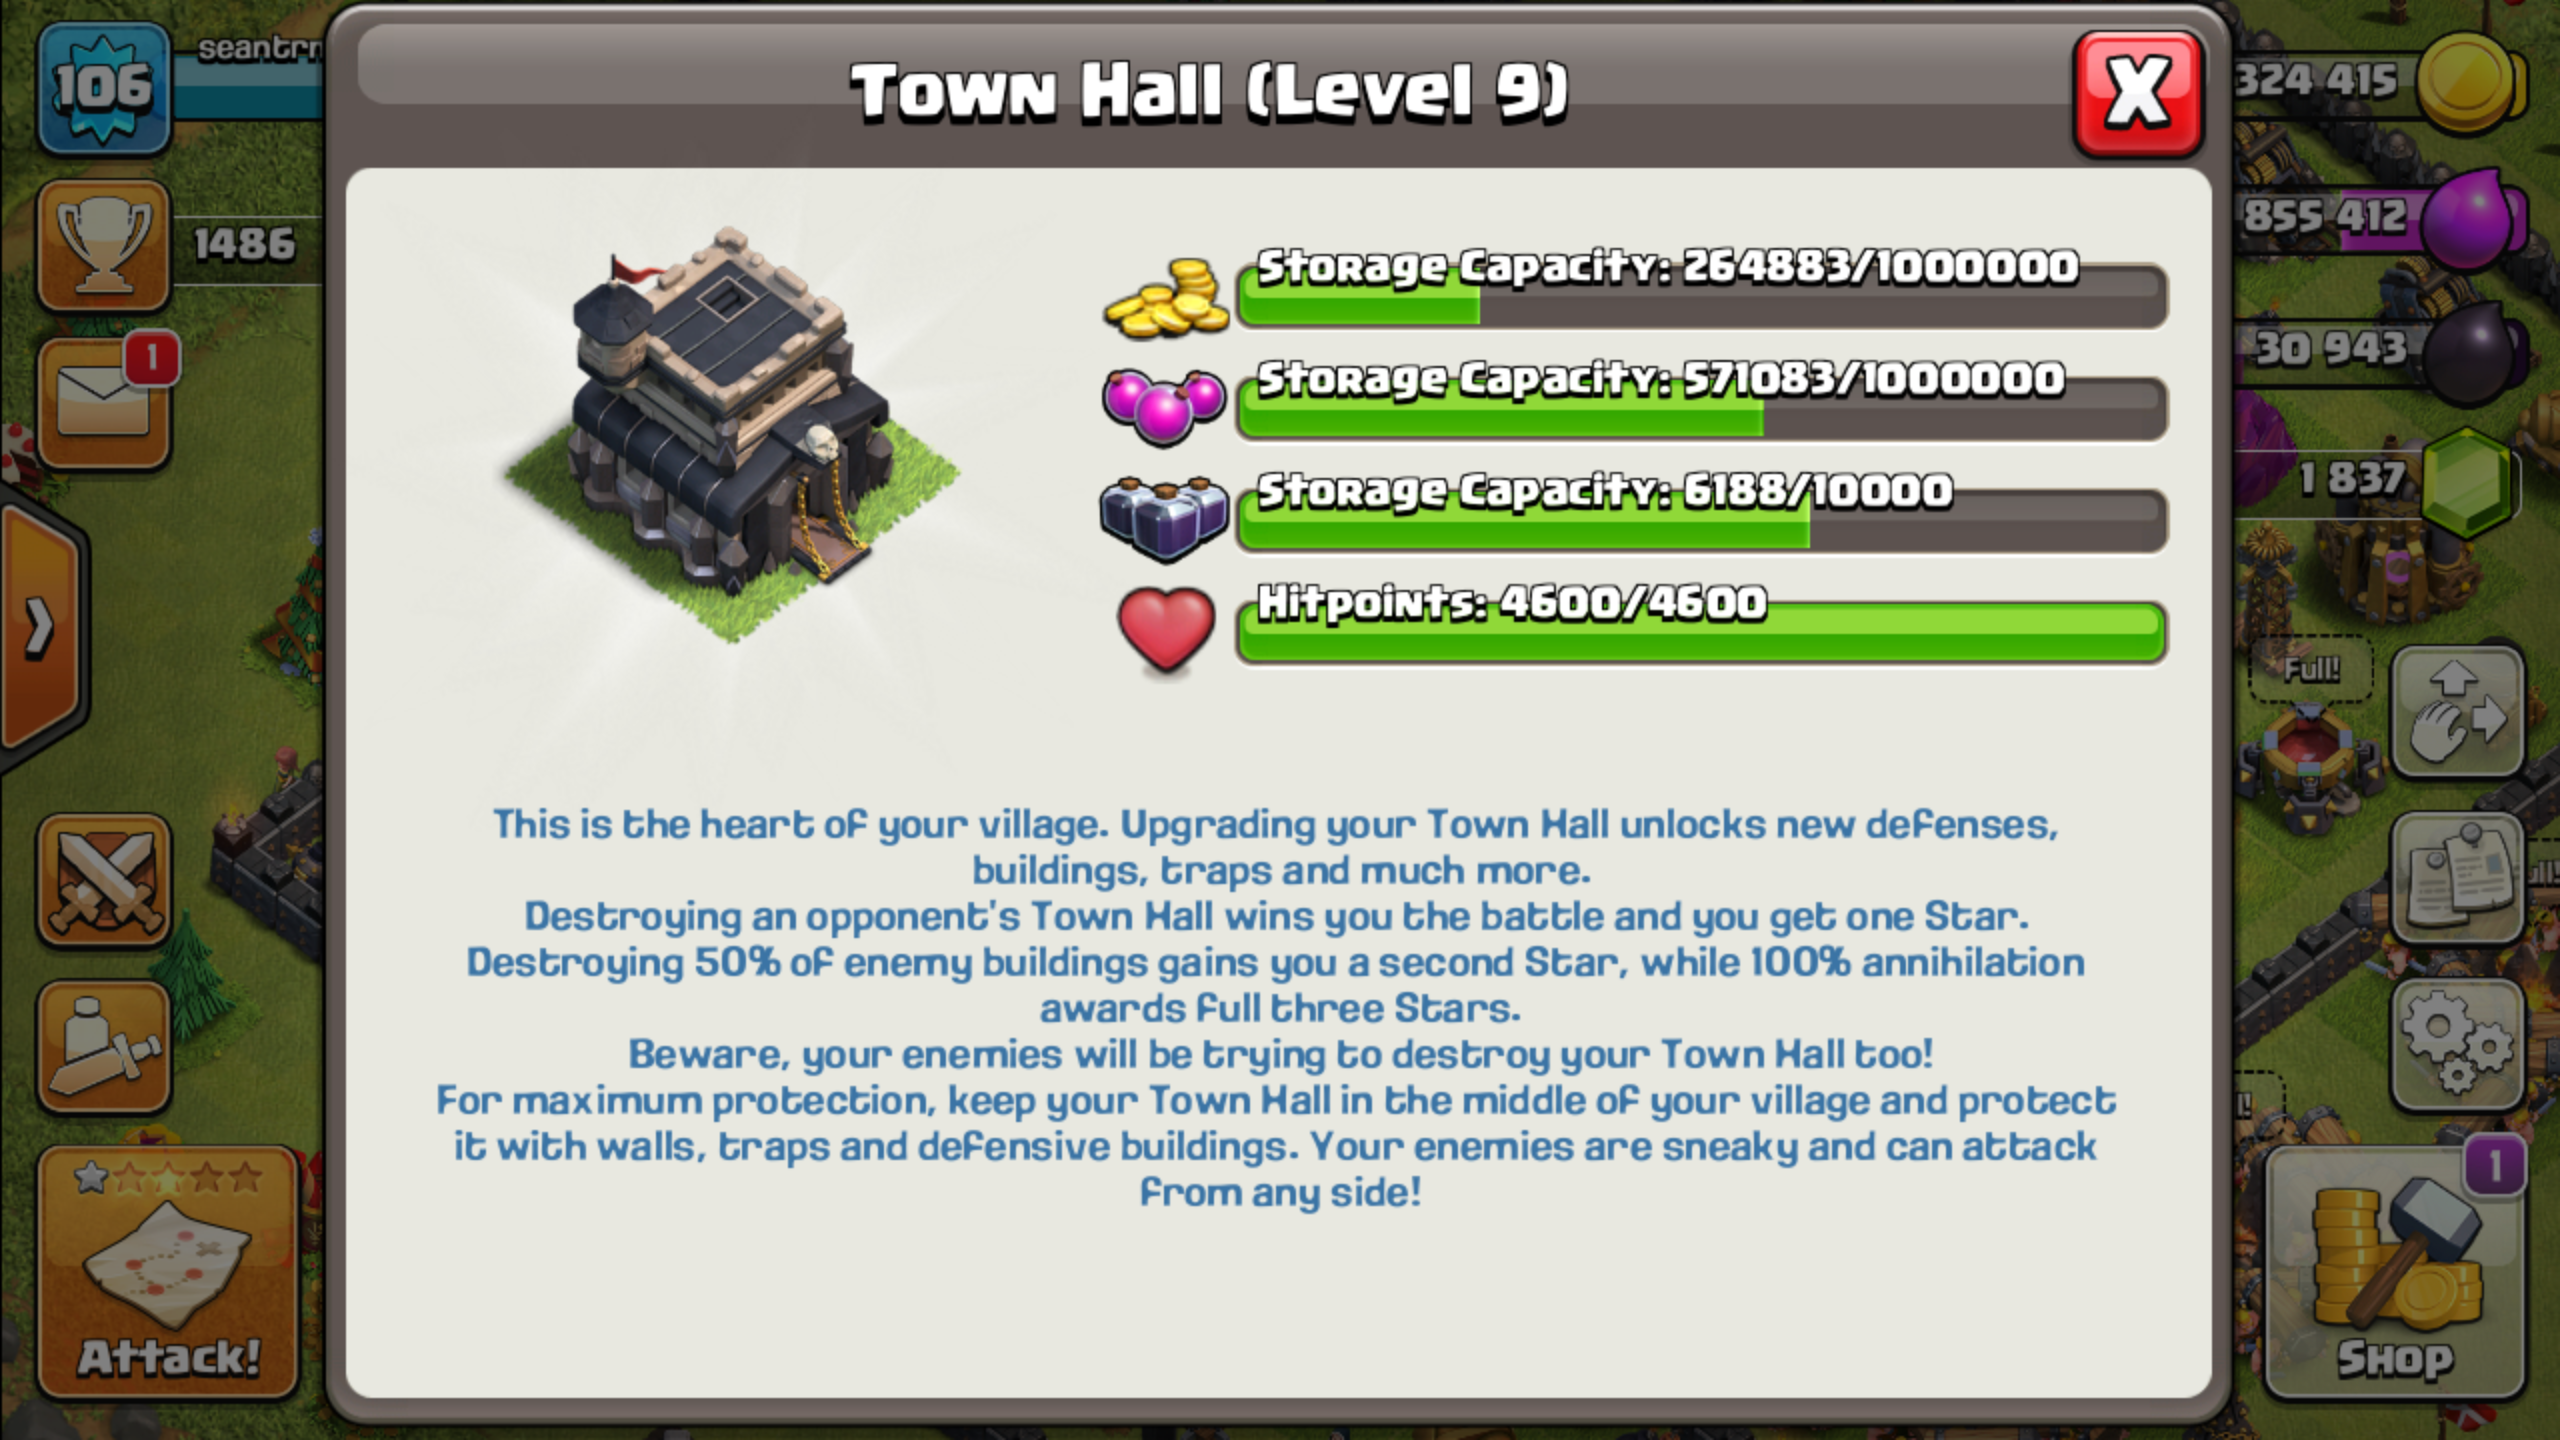 106
seantrn
Town Hall (Level 9)
X
324 415
1486
855 412
1
30 943
1 837
Storage Capacity: 264883/1000000
Storage Capacity: 571083/1000000
Storage Capacity: 6188/10000
Hitpoints: 4600/4600
Full!
This is the heart of your village. Upgrading your Town Hall unlocks new defenses,
buildings, traps and much more.
Destroying an opponent's Town Hall wins you the battle and you get one Star.
Destroying 50% of enemy buildings gains you a second Star, while 100% annihilation
awards full three Stars.
Beware, your enemies will be trying to destroy your Town Hall too!
For maximum protection, keep your Town Hall in the middle of your village and protect
it with walls, traps and defensive buildings. Your enemies are sneaky and can attack
from any side!
Attack!
1
Shop